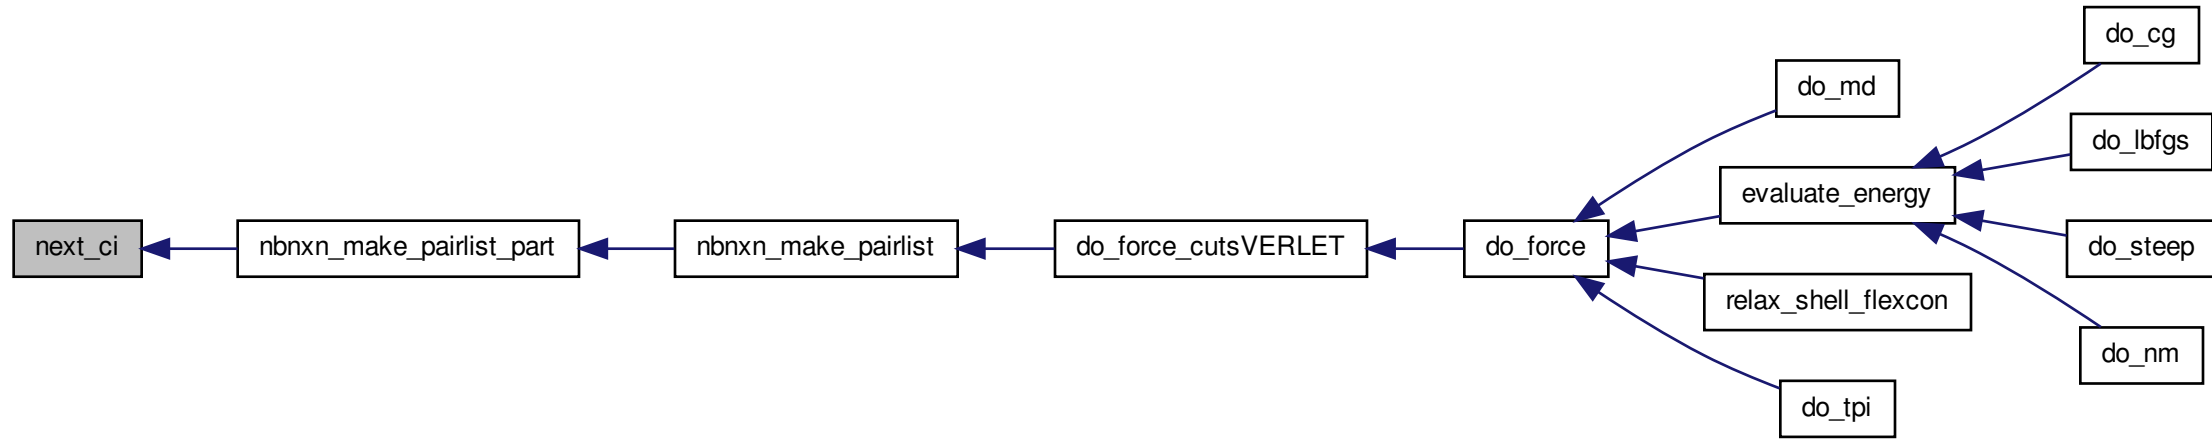 do_cg
do_md
do_lbfgs
evaluate_energy
next_ci
nbnxn_make_pairlist_part
nbnxn_make_pairlist
do_force_cutsVERLET
do_force
do_steep
relax_shell_flexcon
do_nm
do_tpi